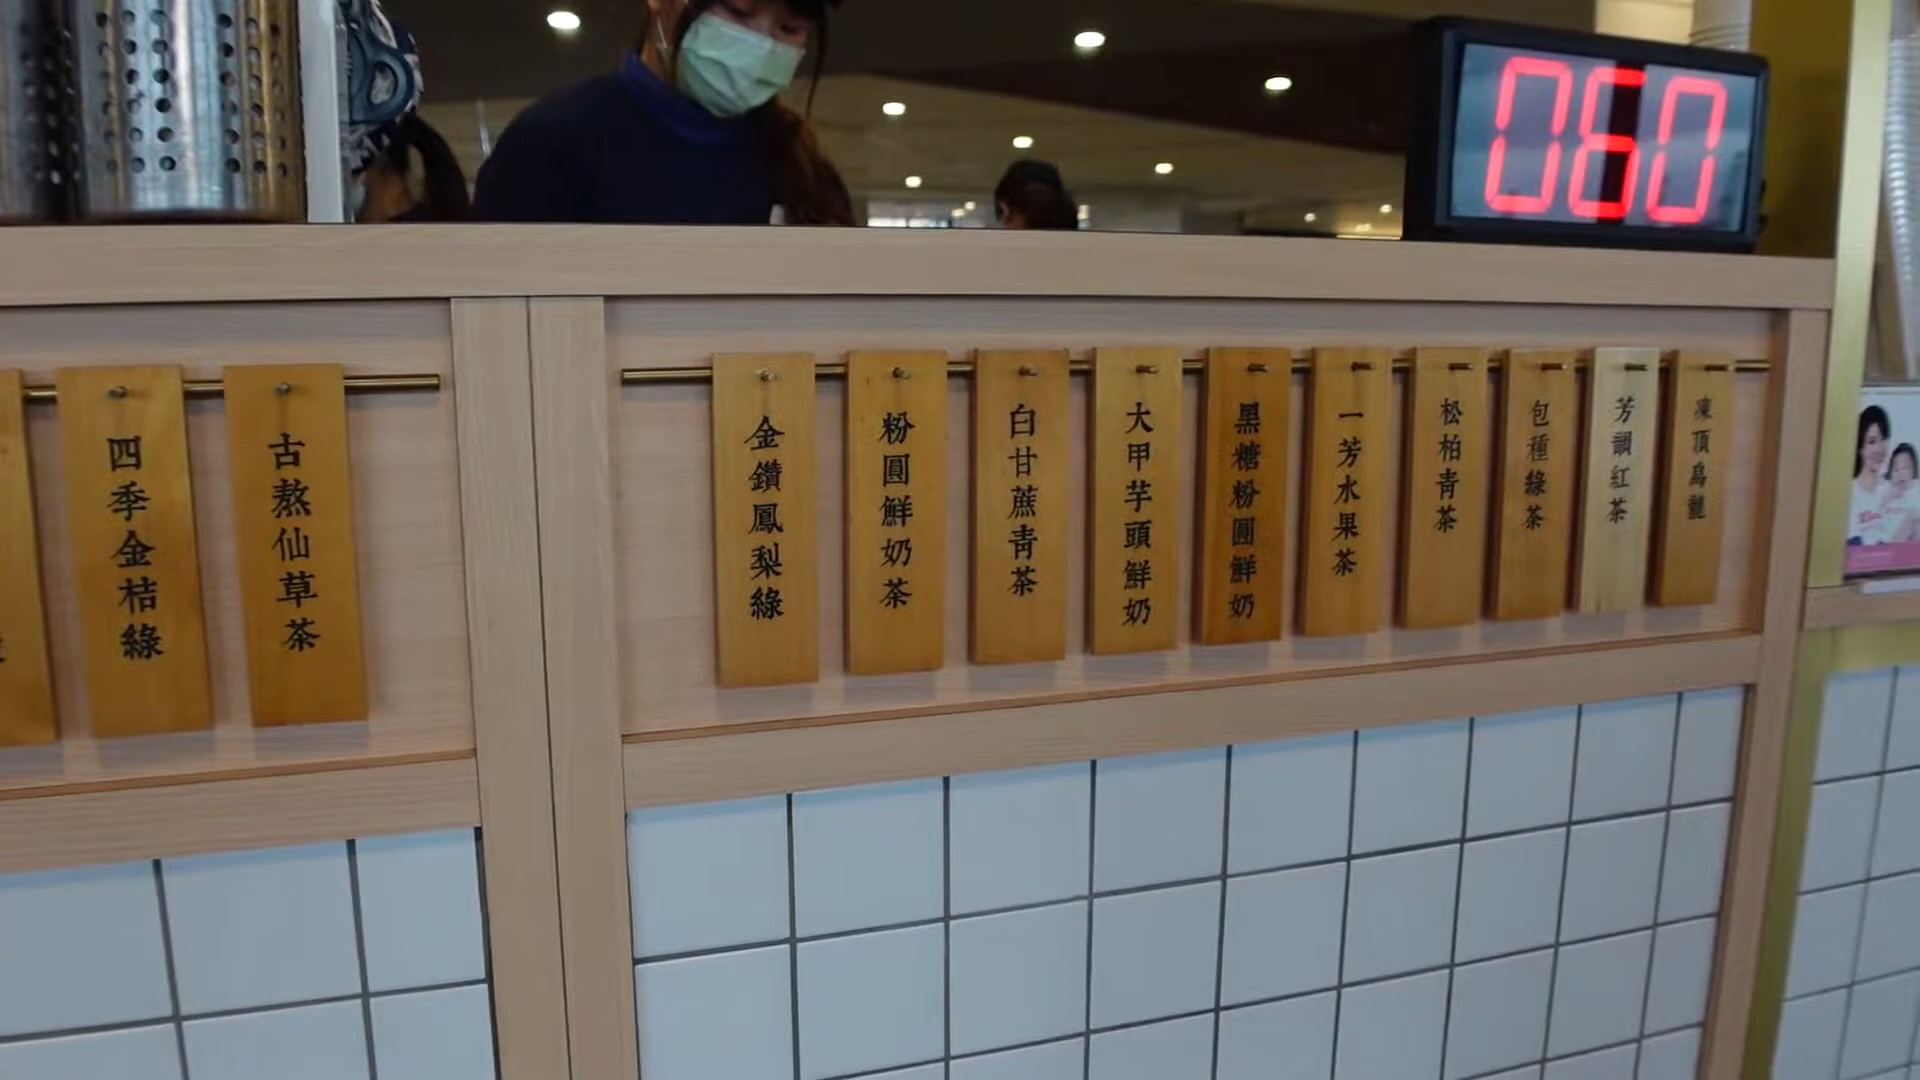 060
四季金桔綠
古熬仙草茶
金鑽鳳梨綠
粉圓鮮奶茶
白甘蔗青茶
大甲芋頭鮮奶
黑糖粉圓鮮奶
一芳水果茶
松柏青茶
包種綠茶
芳韻紅茶
凍頂烏龍